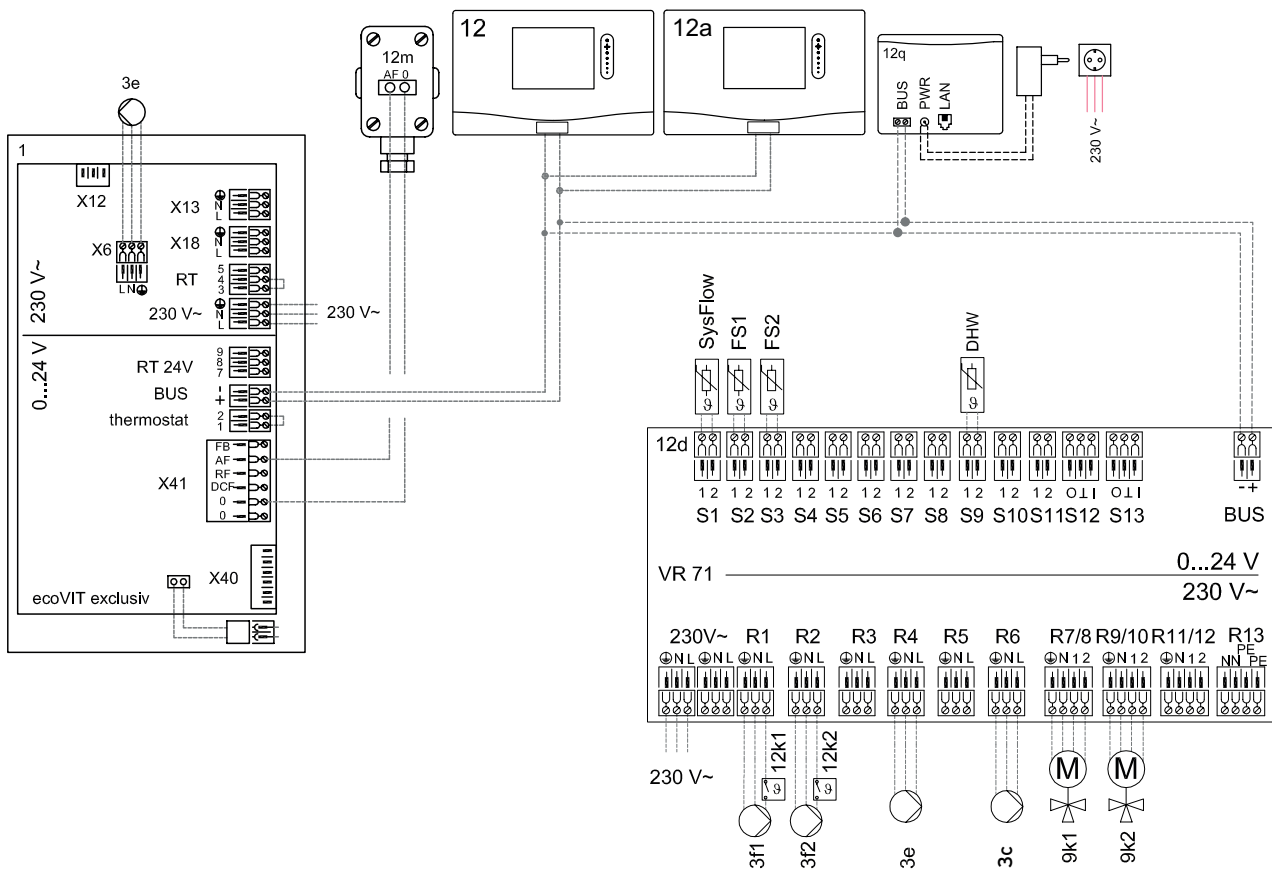 3e
1
X12
X6
L N
230 V~
X13
N
L
X18
N
L
RT
5
4
3
230 V~
N
L
230 V~
0...24 V
RT 24V
9
8
7
BUS
-
+
thermostat
2
1
X41
FB
AF
RF
DCF
0
0
X40
ecoVIT exclusiv
12m
AF 0
12
12a
12q
BUS
PWR
LAN
230 V~
SysFlow
FS1
FS2
DHW
ϑ ϑ ϑ ϑ
12d
1 2 1 2 1 2 1 2 1 2 1 2 1 2 1 2 1 2 1 2 1 2 O T I O T I - +
S1 S2 S3 S4 S5 S6 S7 S8 S9 S10 S11 S12 S13 BUS
VR 71
0...24 V
230 V~
230V~ R1 R2 R3 R4 R5 R6 R7/8 R9/10 R11/12 R13
N L N L N L N L N L N L N L N L N 1 2 N 1 2 N 1 2 N N PE PE
230 V~
12k1
12k2
ϑ ϑ
M M
3f1
3f2
3e
3c
9k1
9k2